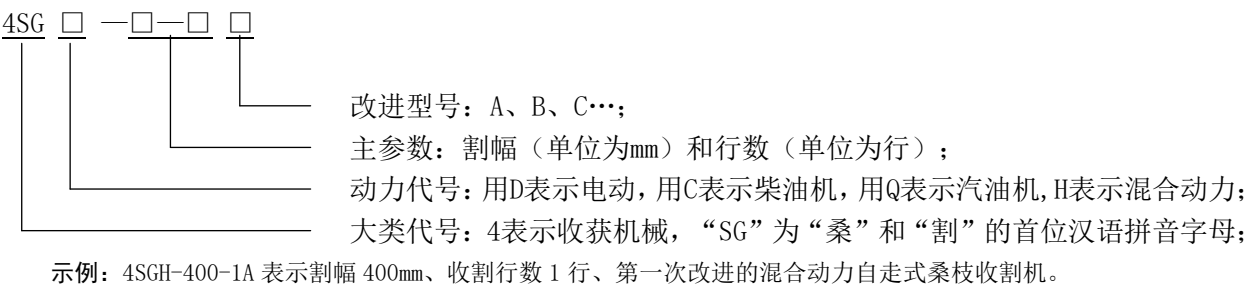 4SG □ —□—□ □
改进型号：A、B、C…；
主参数：割幅（单位为mm）和行数（单位为行）；
动力代号：用D表示电动，用C表示柴油机，用Q表示汽油机,H表示混合动力；
大类代号：4表示收获机械，“SG”为“桑”和“割”的首位汉语拼音字母；
示例：4SGH-400-1A 表示割幅 400mm、收割行数 1 行、第一次改进的混合动力自走式桑枝收割机。